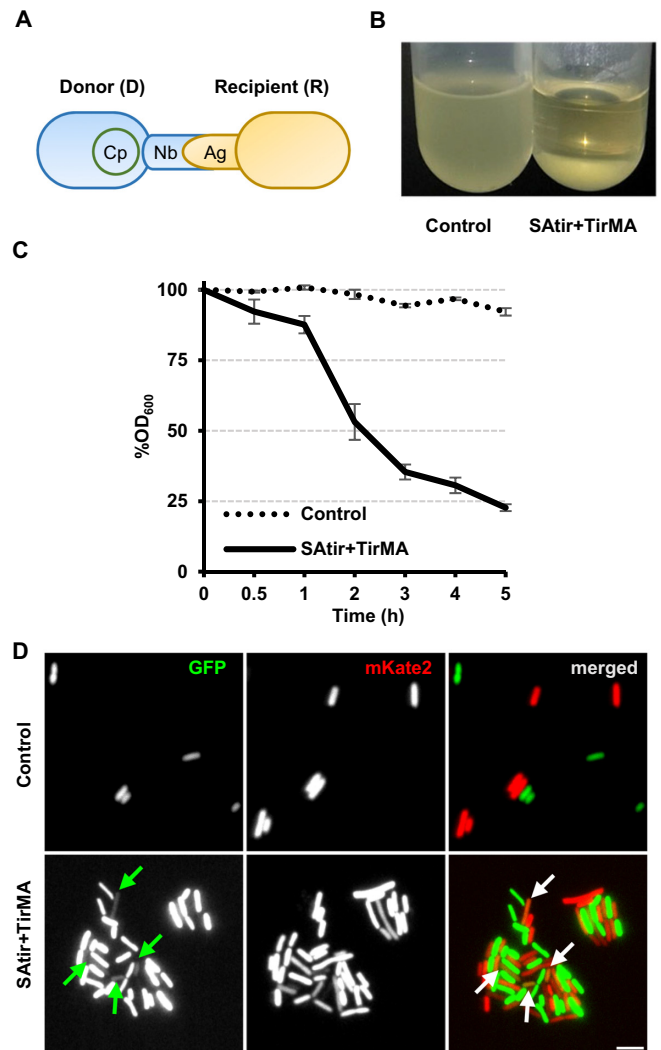 A
Donor (D)
Recipient (R)
Cp
Nb
Ag
B
Control
SAtir+TirMA
C
100
75
50
25
0
%OD600
Control
SAtir+TirMA
0 0.5 1 2 3 4 5
Time (h)
D
GFP
mKate2
merged
Control
SAtir+TirMA